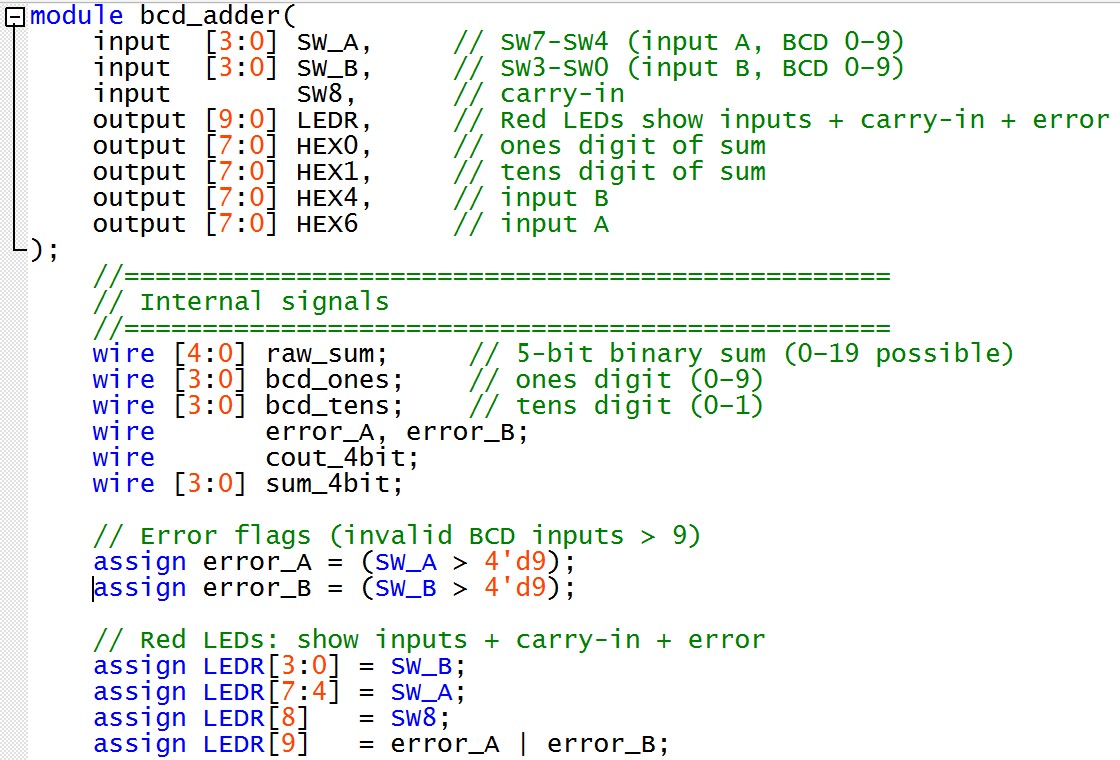 module bcd_adder(
    input  [3:0] SW_A,     // SW7-SW4 (input A, BCD 0-9)
    input  [3:0] SW_B,     // SW3-SW0 (input B, BCD 0-9)
    input        SW8,      // carry-in
    output [9:0] LEDR,     // Red LEDs show inputs + carry-in + error
    output [7:0] HEX0,     // ones digit of sum
    output [7:0] HEX1,     // tens digit of sum
    output [7:0] HEX4,     // input B
    output [7:0] HEX6      // input A
);
    //=================================================
    // Internal signals
    //=================================================
    wire [4:0] raw_sum;     // 5-bit binary sum (0-19 possible)
    wire [3:0] bcd_ones;    // ones digit (0-9)
    wire [3:0] bcd_tens;    // tens digit (0-1)
    wire       error_A, error_B;
    wire       cout_4bit;
    wire [3:0] sum_4bit;

    // Error flags (invalid BCD inputs > 9)
    assign error_A = (SW_A > 4'd9);
    assign error_B = (SW_B > 4'd9);

    // Red LEDs: show inputs + carry-in + error
    assign LEDR[3:0] = SW_B;
    assign LEDR[7:4] = SW_A;
    assign LEDR[8]   = SW8;
    assign LEDR[9]   = error_A | error_B;